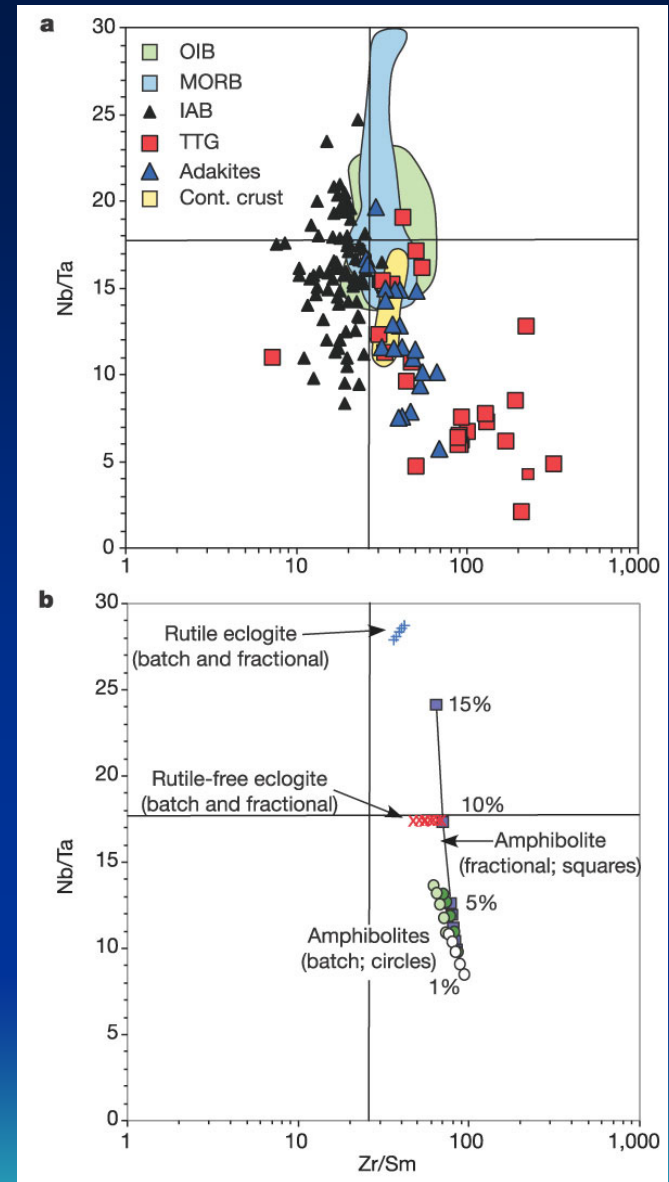 a
30
25
20
15
10
5
0
Nb/Ta
OIB
MORB
IAB
TTG
Adakites
Cont. crust
1
10
100
1,000
b
30
25
20
15
10
5
0
Nb/Ta
Rutile eclogite
(batch and fractional)
15%
Rutile-free eclogite
(batch and fractional)
10%
Amphibolite
(fractional; squares)
5%
Amphibolites
(batch; circles)
1%
1
10
100
1,000
Zr/Sm